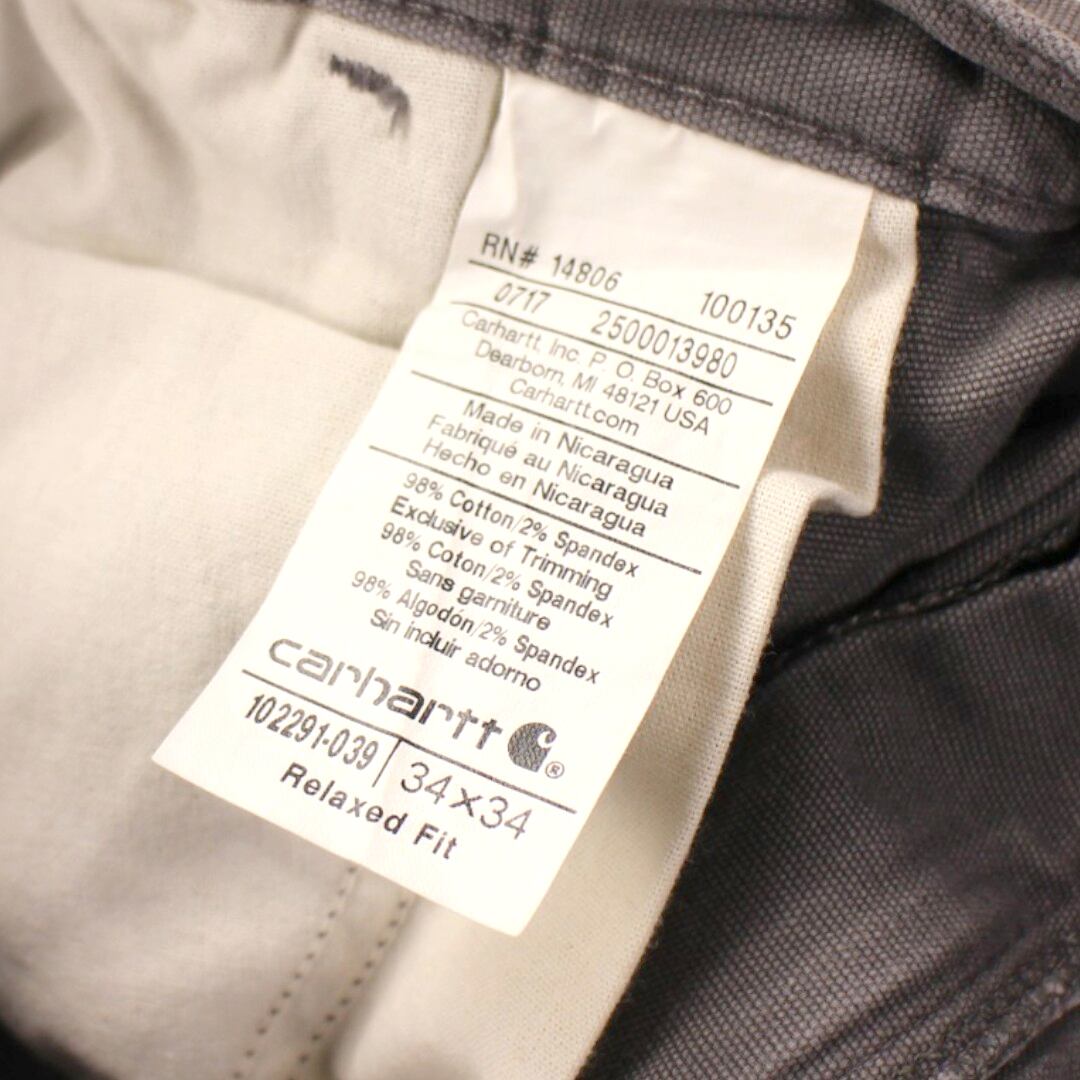 RN# 14806 100135
0717 2500013980
Carhartt, Inc. P. O. Box 600
Dearborn, MI 48121 USA
Carhartt.com
Made in Nicaragua
Fabriqué au Nicaragua
Hecho en Nicaragua
98% Cotton/2% Spandex
Exclusive of Trimming
98% Coton/2% Spandex
Sans garniture
98% Algodón/2% Spandex
Sin incluir adorno
carhartt ®
102291-039 34x34
Relaxed Fit